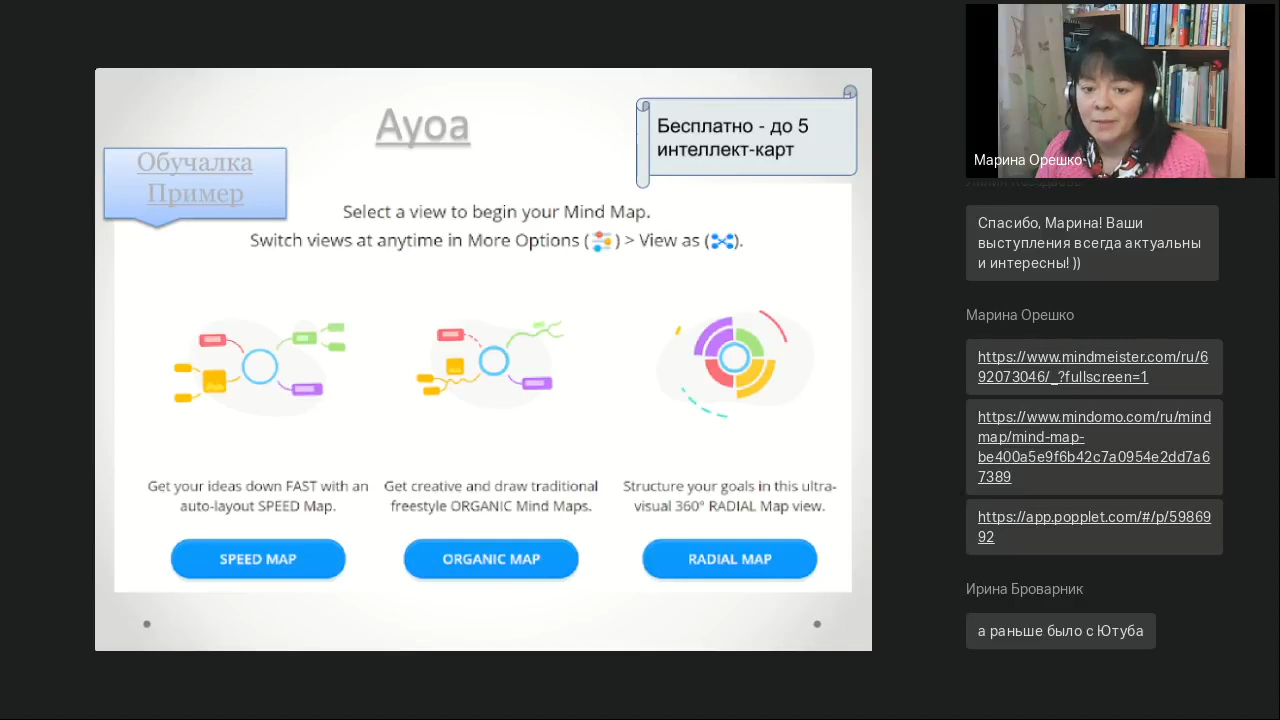 Ayoa
Бесплатно - до 5
интеллект-карт
Обучалка
Пример
Select a view to begin your Mind Map.
Switch views at anytime in More Options ( ) > View as ( ).
Get your ideas down FAST with an
auto-layout SPEED Map.
Get creative and draw traditional
freestyle ORGANIC Mind Maps.
Structure your goals in this ultra-
visual 360° RADIAL Map view.
SPEED MAP
ORGANIC MAP
RADIAL MAP
Марина Орешко
Спасибо, Марина! Ваши
выступления всегда актуальны
и интересны! ))
Марина Орешко
https://www.mindmeister.com/ru/6
92073046/_?fullscreen=1
https://www.mindomo.com/ru/mind
map/mind-map-
be400a5e9f6b42c7a0954e2dd7a6
7389
https://app.popplet.com/#/p/59869
92
Ирина Броварник
а раньше было с Ютуба